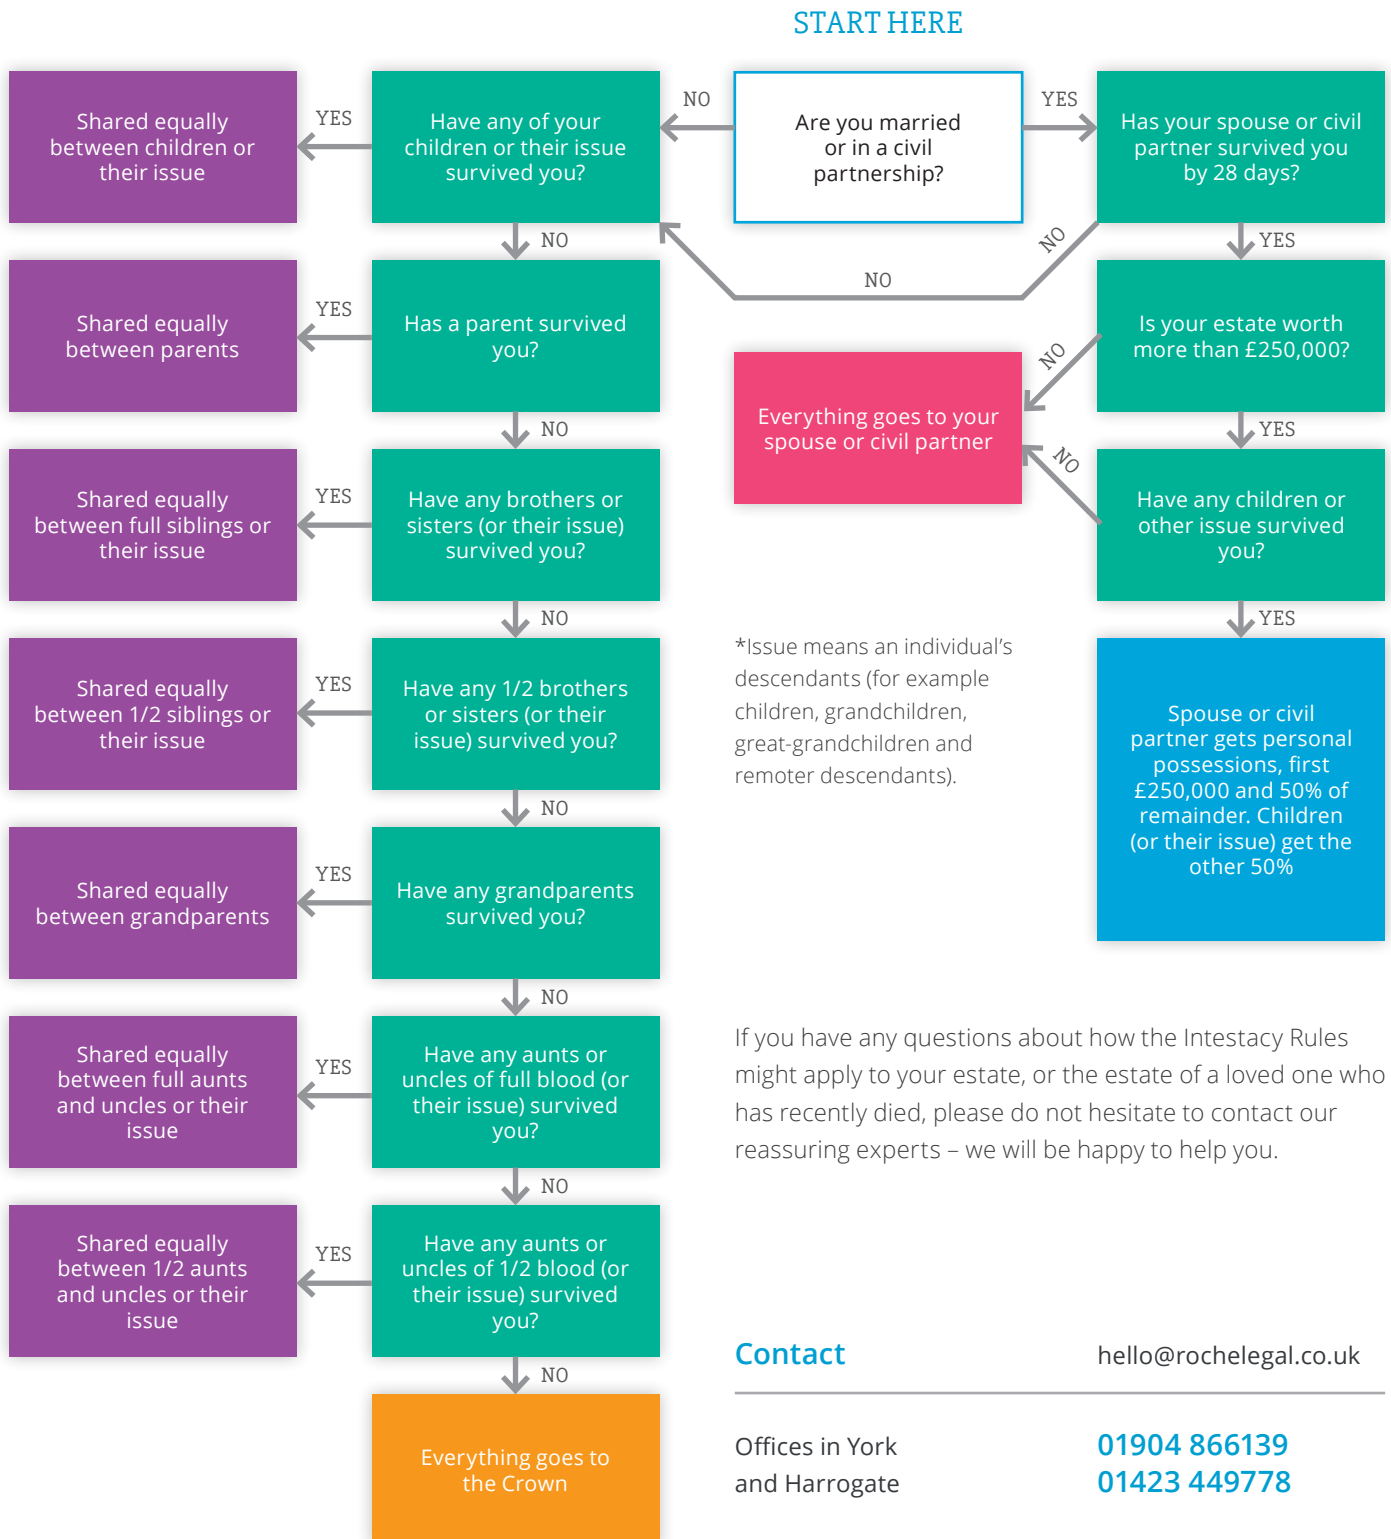 START HERE
Are you married
or in a civil
partnership?
NO
YES
Have any of your
children or their issue
survived you?
YES
Shared equally
between children or
their issue
Has your spouse or civil
partner survived you
by 28 days?
NO
NO
NO
YES
Has a parent survived
you?
YES
Shared equally
between parents
Is your estate worth
more than £250,000?
NO
Everything goes to your
spouse or civil partner
NO
YES
Have any brothers or
sisters (or their issue)
survived you?
YES
Shared equally
between full siblings or
their issue
Have any children or
other issue survived
you?
NO
NO
YES
Have any 1/2 brothers
or sisters (or their
issue) survived you?
YES
Shared equally
between 1/2 siblings or
their issue
*Issue means an individual’s
descendants (for example
children, grandchildren,
great-grandchildren and
remoter descendants).
Spouse or civil
partner gets personal
possessions, first
£250,000 and 50% of
remainder. Children
(or their issue) get the
other 50%
NO
Have any grandparents
survived you?
YES
Shared equally
between grandparents
NO
Have any aunts or
uncles of full blood (or
their issue) survived
you?
YES
Shared equally
between full aunts
and uncles or their
issue
If you have any questions about how the Intestacy Rules
might apply to your estate, or the estate of a loved one who
has recently died, please do not hesitate to contact our
reassuring experts – we will be happy to help you.
NO
Have any aunts or
uncles of 1/2 blood (or
their issue) survived
you?
YES
Shared equally
between 1/2 aunts
and uncles or their
issue
NO
Everything goes to
the Crown
Contact
hello@rochelegal.co.uk
Offices in York
and Harrogate
01904 866139
01423 449778